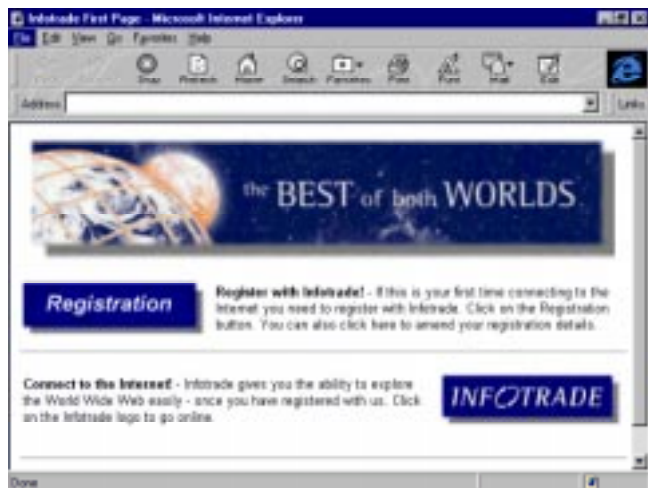 Infotrade First Page - Microsoft Internet Explorer
File Edit View Go Favorites Help
Stop Refresh Home Search Favorites Print Font Mail Edit
Address Links
the BEST of both WORLDS
Registration
Register with Infotrade! - If this is your first time connecting to the
Internet you need to register with Infotrade. Click on the Registration
button. You can also click here to amend your registration details.
Connect to the Internet! - Infotrade gives you the ability to explore
the World Wide Web easily - once you have registered with us. Click
on the Infotrade logo to go online.
INFOTRADE
Done